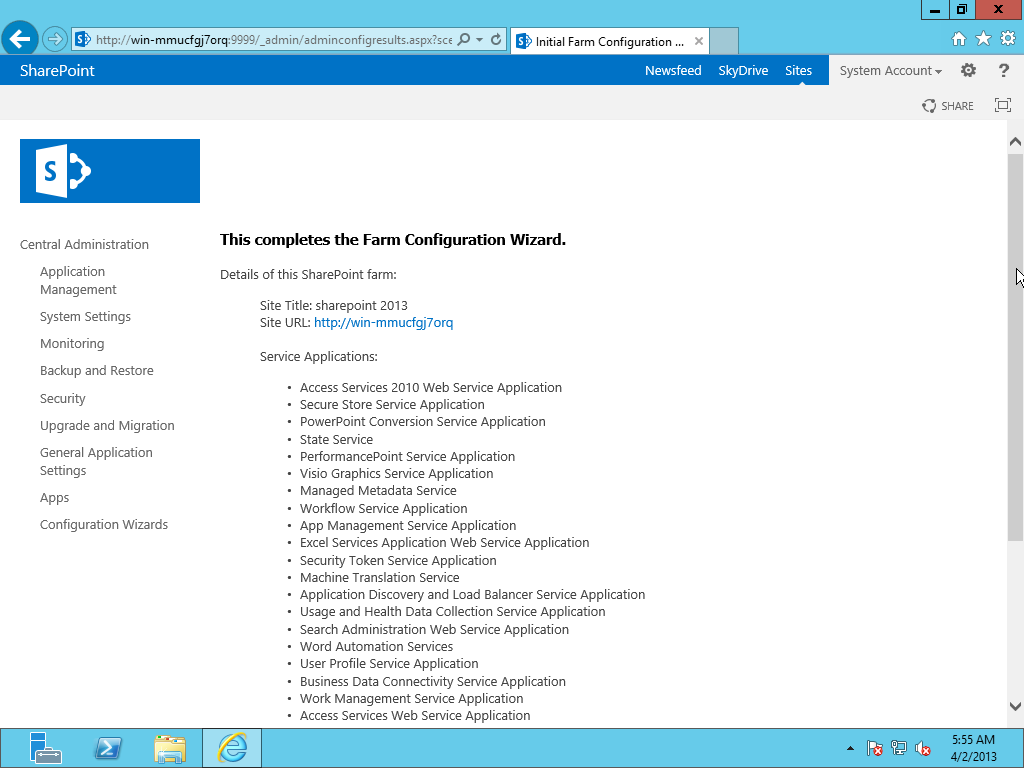 http://win-mmucfgj7orq:9999/_admin/adminconfigresults.aspx?sce
Initial Farm Configuration ...
SharePoint
Newsfeed
SkyDrive
Sites
System Account
?
SHARE
S
Central Administration
Application
Management
System Settings
Monitoring
Backup and Restore
Security
Upgrade and Migration
General Application
Settings
Apps
Configuration Wizards
This completes the Farm Configuration Wizard.
Details of this SharePoint farm:
Site Title: sharepoint 2013
Site URL: http://win-mmucfgj7orq
Service Applications:
• Access Services 2010 Web Service Application
• Secure Store Service Application
• PowerPoint Conversion Service Application
• State Service
• PerformancePoint Service Application
• Visio Graphics Service Application
• Managed Metadata Service
• Workflow Service Application
• App Management Service Application
• Excel Services Application Web Service Application
• Security Token Service Application
• Machine Translation Service
• Application Discovery and Load Balancer Service Application
• Usage and Health Data Collection Service Application
• Search Administration Web Service Application
• Word Automation Services
• User Profile Service Application
• Business Data Connectivity Service Application
• Work Management Service Application
• Access Services Web Service Application
5:55 AM
4/2/2013